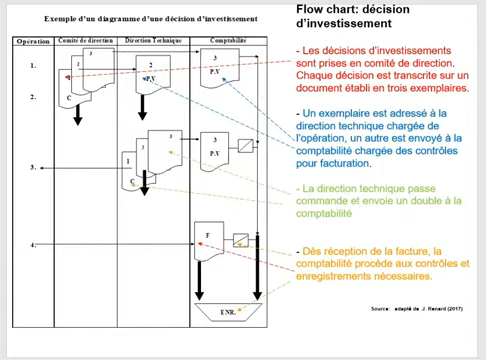 Exemple d'un diagramme d'une décision d'investissement
Opération Comité de direction Direction Technique Comptabilité
1.
3
2
C
2
P.V
3
P.V
2.
3
2
1
C
3
P.V
3.
4.
F
ENR.
Flow chart: décision
d'investissement
- Les décisions d'investissements
sont prises en comité de direction.
Chaque décision est transcrite sur un
document établi en trois exemplaires.
- Un exemplaire est adressé à la
direction technique chargée de
l'opération, un autre est envoyé à la
comptabilité chargée des contrôles
pour facturation.
- La direction technique passe
commande et envoie un double à la
comptabilité
- Dès réception de la facture, la
comptabilité procède aux contrôles et
enregistrements nécessaires.
Source: adapté de J. Renard (2017)